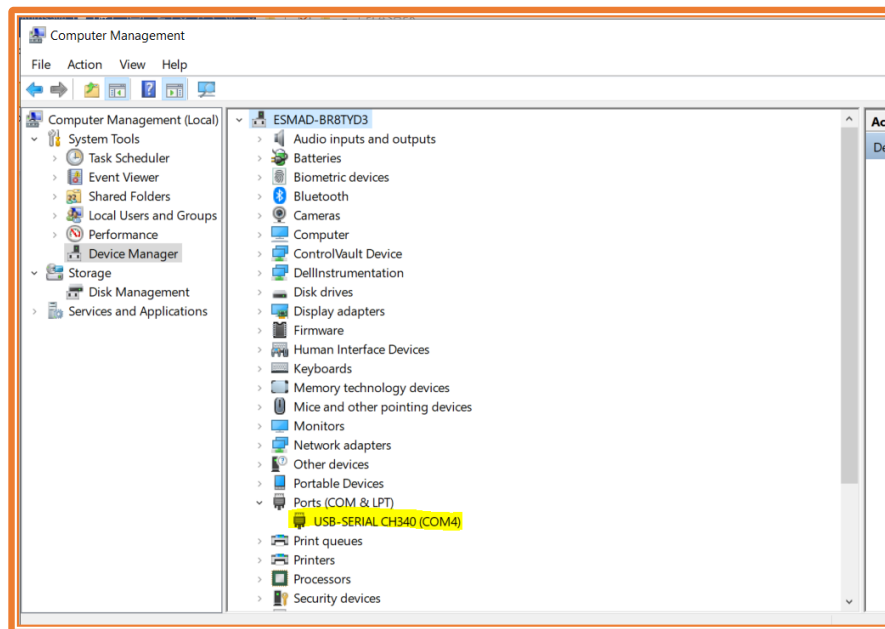 Computer Management
File Action View Help
Computer Management (Local)
System Tools
Task Scheduler
Event Viewer
Shared Folders
Local Users and Groups
Performance
Device Manager
Storage
Disk Management
Services and Applications
ESMAD-BR8TYD3
Audio inputs and outputs
Batteries
Biometric devices
Bluetooth
Cameras
Computer
ControlVault Device
DellInstrumentation
Disk drives
Display adapters
Firmware
Human Interface Devices
Keyboards
Memory technology devices
Mice and other pointing devices
Monitors
Network adapters
Other devices
Portable Devices
Ports (COM & LPT)
USB-SERIAL CH340 (COM4)
Print queues
Printers
Processors
Security devices
Ac
De